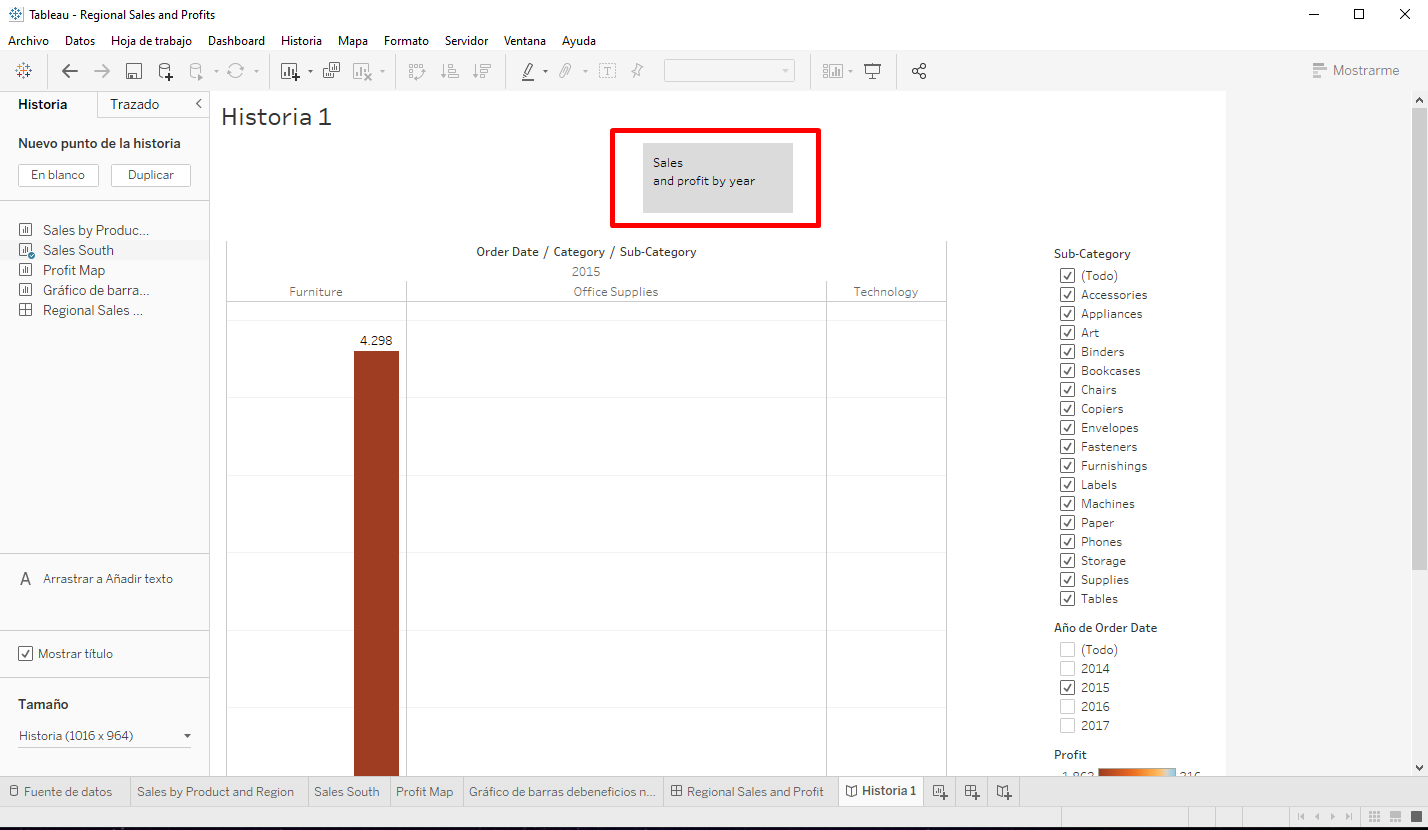 Tableau - Regional Sales and Profits
Archivo Datos Hoja de trabajo Dashboard Historia Mapa Formato Servidor Ventana Ayuda
Mostrarme
Historia Trazado
Nuevo punto de la historia
En blanco Duplicar
Sales by Produc...
Sales South
Profit Map
Gráfico de barra...
Regional Sales ...
A Arrastrar a Añadir texto
Mostrar título
Tamaño
Historia (1016 x 964)
Historia 1
Sales
and profit by year
Order Date / Category / Sub-Category
2015
Furniture Office Supplies Technology
4.298
Sub-Category
(Todo)
Accessories
Appliances
Art
Binders
Bookcases
Chairs
Copiers
Envelopes
Fasteners
Furnishings
Labels
Machines
Paper
Phones
Storage
Supplies
Tables
Año de Order Date
(Todo)
2014
2015
2016
2017
Profit
Fuente de datos Sales by Product and Region Sales South Profit Map Gráfico de barras debeneficios n... Regional Sales and Profit Historia 1